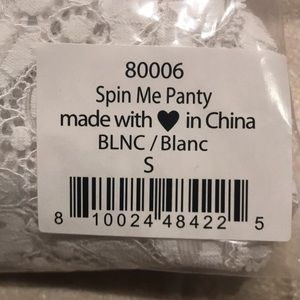 80006
Spin Me Panty
made with ♥ in China
BLNC / Blanc
S
8 10024 48422 5